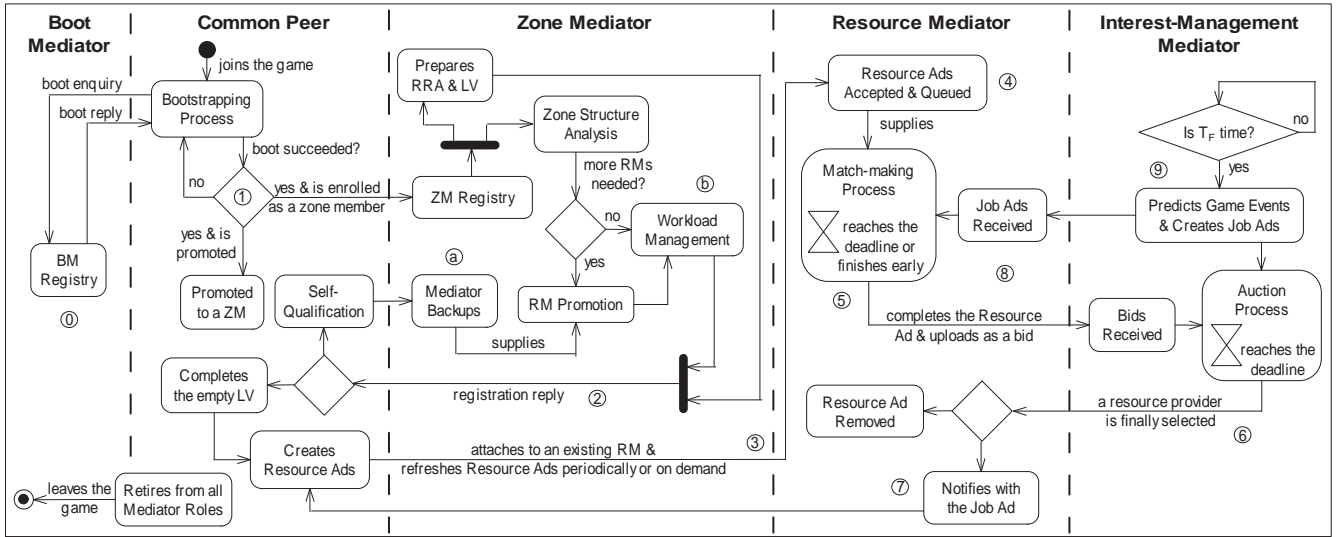 Boot
Mediator
Common Peer
Zone Mediator
Resource Mediator
Interest-Management
Mediator
joins the game
boot enquiry
Bootstrapping
Process
boot reply
boot succeeded?
no
①
yes & is enrolled
as a zone member
yes & is
promoted
BM
Registry
⓪
Promoted
to a ZM
Self-
Qualification
Completes
the empty LV
Creates
Resource Ads
leaves the
game
Retires from all
Mediator Roles
Prepares
RRA & LV
Zone Structure
Analysis
more RMs
needed?
ZM Registry
ⓑ
no
Workload
Management
yes
ⓐ
Mediator
Backups
RM Promotion
supplies
registration reply
②
attaches to an existing RM &
refreshes Resource Ads periodically or on demand
③
Resource Ads
Accepted & Queued
④
supplies
Match-making
Process
reaches the
deadline or
finishes early
⑤
Job Ads
Received
⑧
completes the Resource
Ad & uploads as a bid
Resource Ad
Removed
⑦
Notifies with
the Job Ad
Is TF time?
no
yes
⑨
Predicts Game Events
& Creates Job Ads
Bids
Received
Auction
Process
reaches the
deadline
a resource provider
is finally selected
⑥